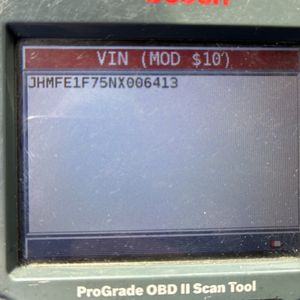 VIN (MOD $10)
JHMFE1F75NX006413
ProGrade OBD II Scan Tool